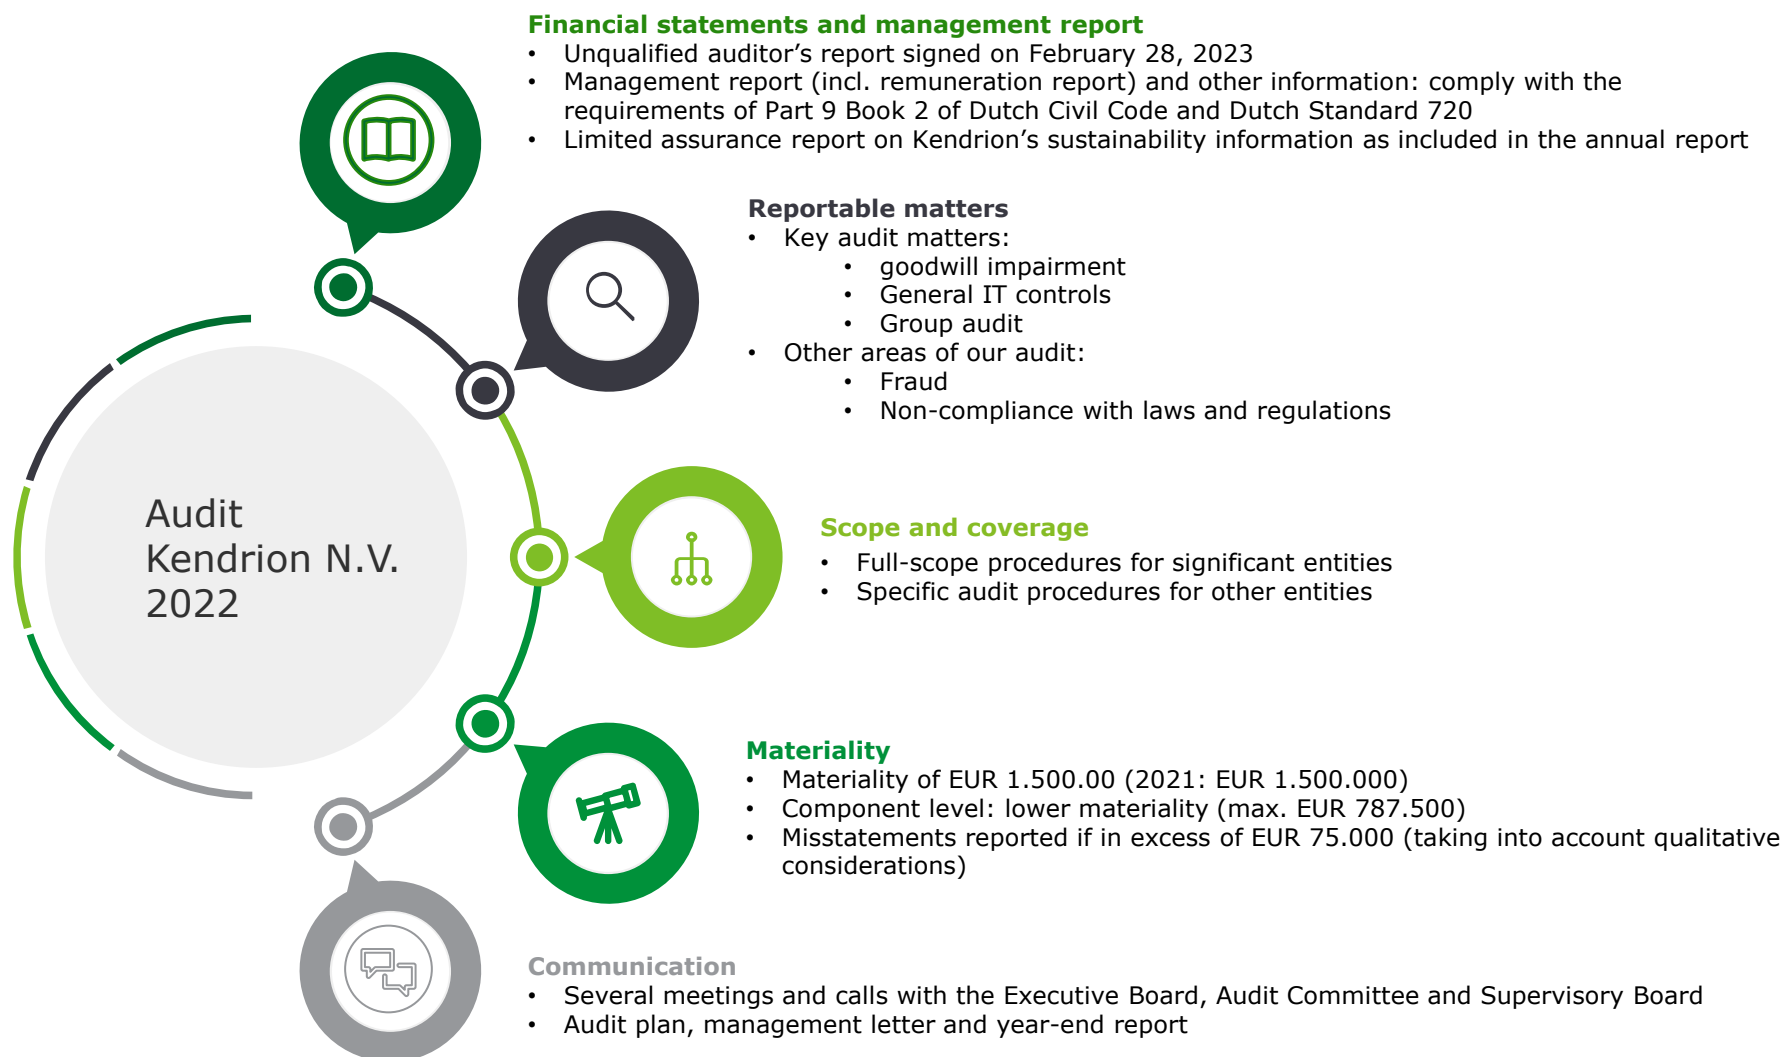 Financial statements and management report
• Unqualified auditor’s report signed on February 28, 2023
• Management report (incl. remuneration report) and other information: comply with the
requirements of Part 9 Book 2 of Dutch Civil Code and Dutch Standard 720
• Limited assurance report on Kendrion’s sustainability information as included in the annual report
Reportable matters
• Key audit matters:
• goodwill impairment
• General IT controls
• Group audit
• Other areas of our audit:
• Fraud
• Non-compliance with laws and regulations
Audit
Kendrion N.V.
2022
Scope and coverage
• Full-scope procedures for significant entities
• Specific audit procedures for other entities
Materiality
• Materiality of EUR 1.500.00 (2021: EUR 1.500.000)
• Component level: lower materiality (max. EUR 787.500)
• Misstatements reported if in excess of EUR 75.000 (taking into account qualitative
considerations)
Communication
• Several meetings and calls with the Executive Board, Audit Committee and Supervisory Board
• Audit plan, management letter and year-end report